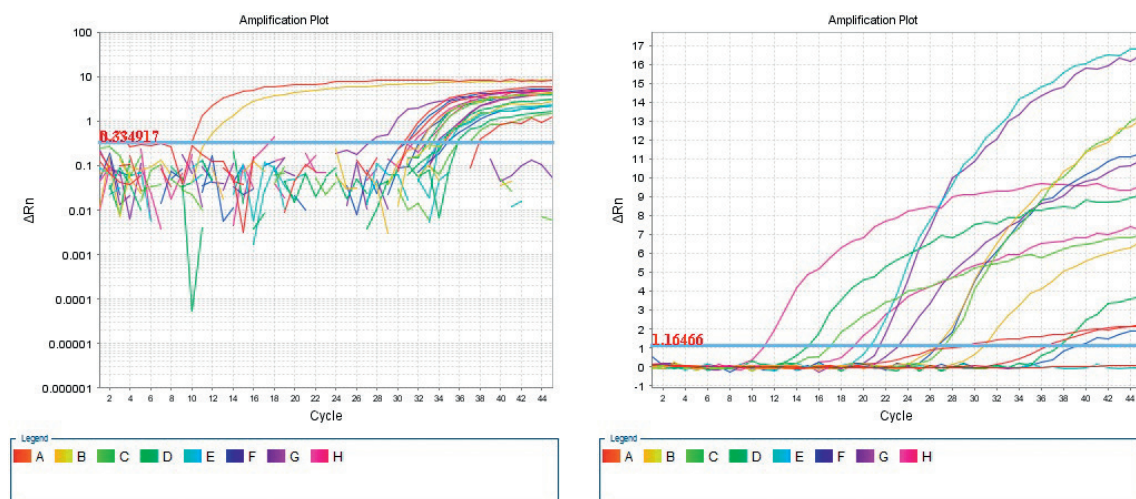 Amplification Plot
100
10
1
0.334917
0.1
0.01
0.001
0.0001
0.00001
0.000001
ΔRn
2 4 6 8 10 12 14 16 18 20 22 24 26 28 30 32 34 36 38 40 42 44
Cycle
Legend
A B C D E F G H
Amplification Plot
17
16
15
14
13
12
11
10
9
8
7
6
5
4
3
2
1.16466
1
0
-1
ΔRn
2 4 6 8 10 12 14 16 18 20 22 24 26 28 30 32 34 36 38 40 42 44
Cycle
Legend
A B C D E F G H